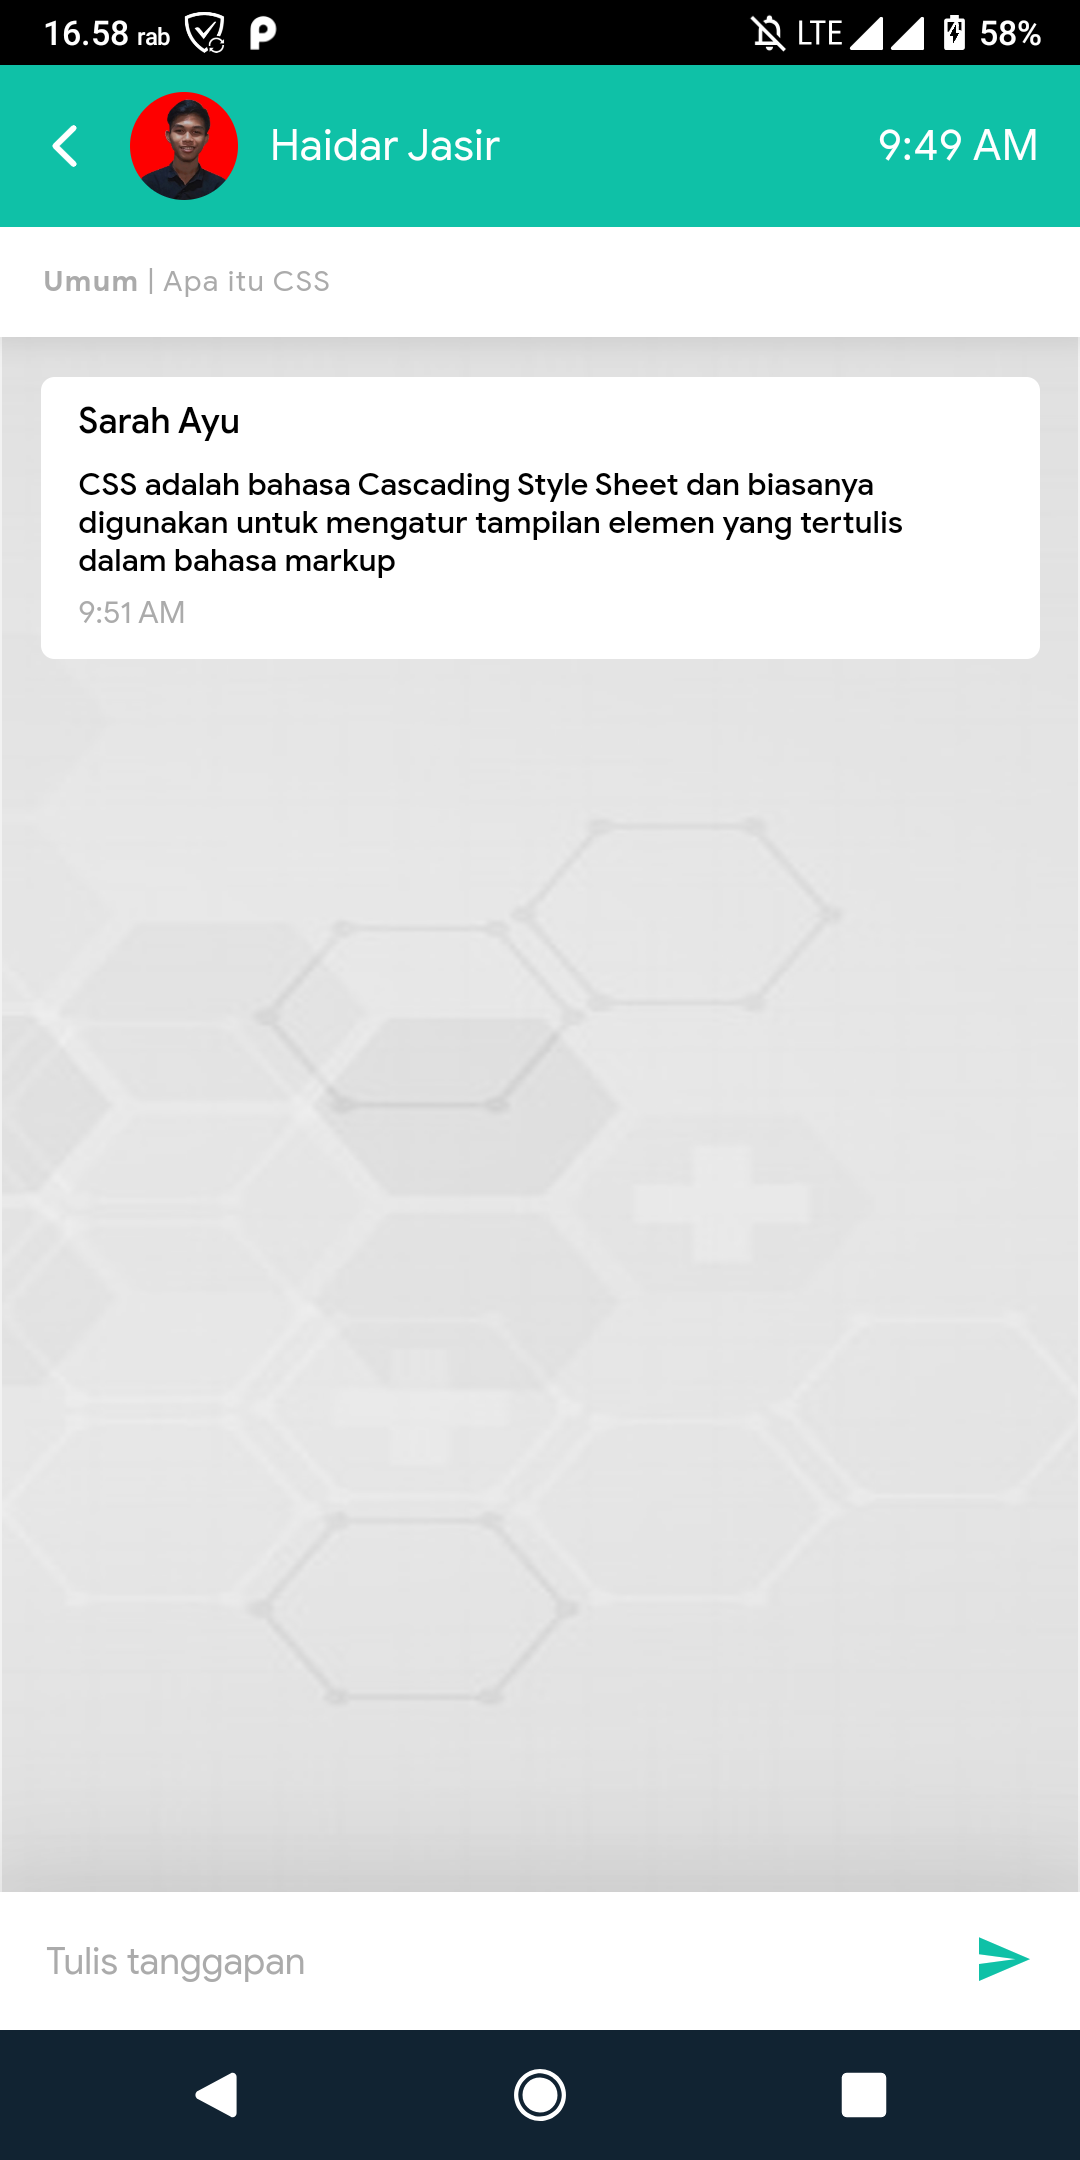 16.58 rab
LTE 58%
Haidar Jasir
9:49 AM
Umum | Apa itu CSS
Sarah Ayu
CSS adalah bahasa Cascading Style Sheet dan biasanya
digunakan untuk mengatur tampilan elemen yang tertulis
dalam bahasa markup
9:51 AM
Tulis tanggapan